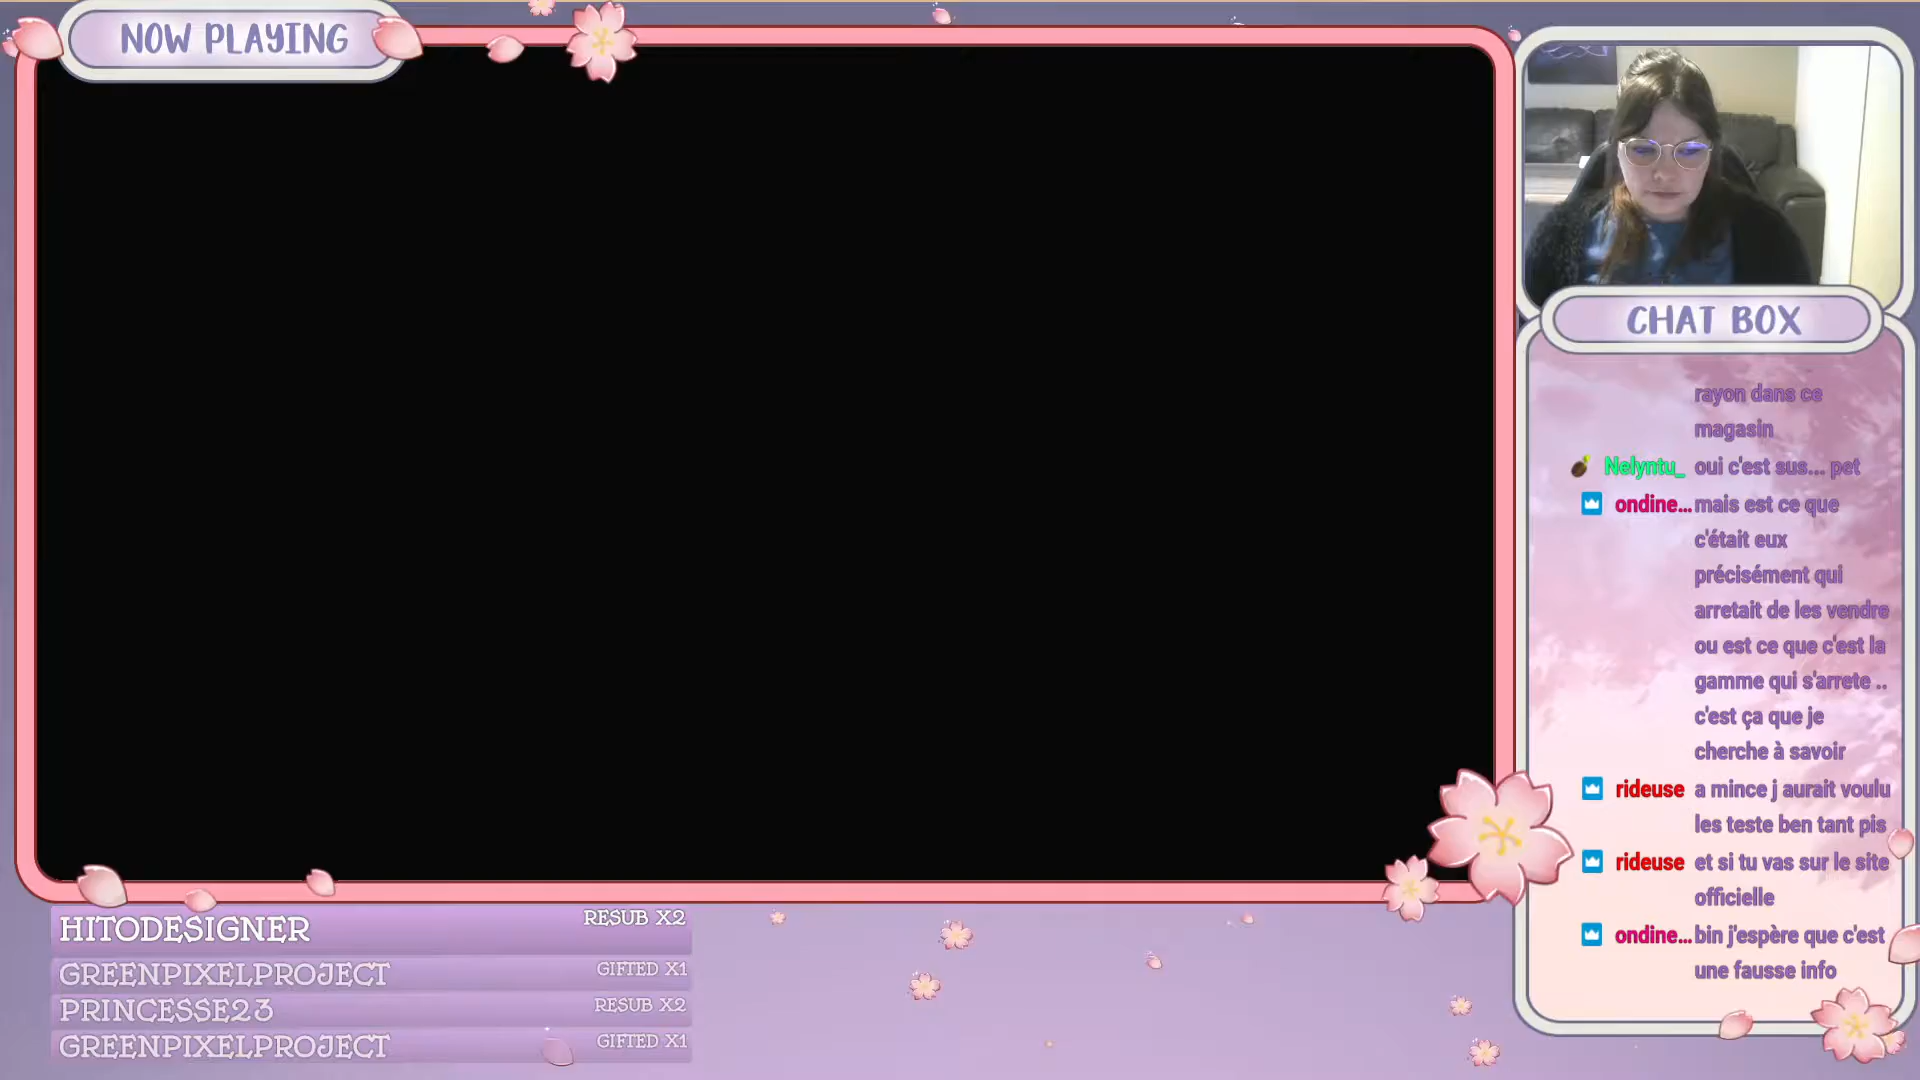 NOW PLAYING
CHAT BOX
rayon dans ce
magasin
Nelyntu_ oui c'est sus... pet
ondine... mais est ce que
c'était eux
précisément qui
arretait de les vendre
ou est ce que c'est la
gamme qui s'arrete ..
c'est ça que je
cherche à savoir
rideuse a mince j aurait voulu
les teste ben tant pis
rideuse et si tu vas sur le site
officielle
ondine... bin j'espère que c'est
une fausse info
HITODESIGNER RESUB X2
GREENPIXELPROJECT GIFTED X1
PRINCESSE23 RESUB X2
GREENPIXELPROJECT GIFTED X1